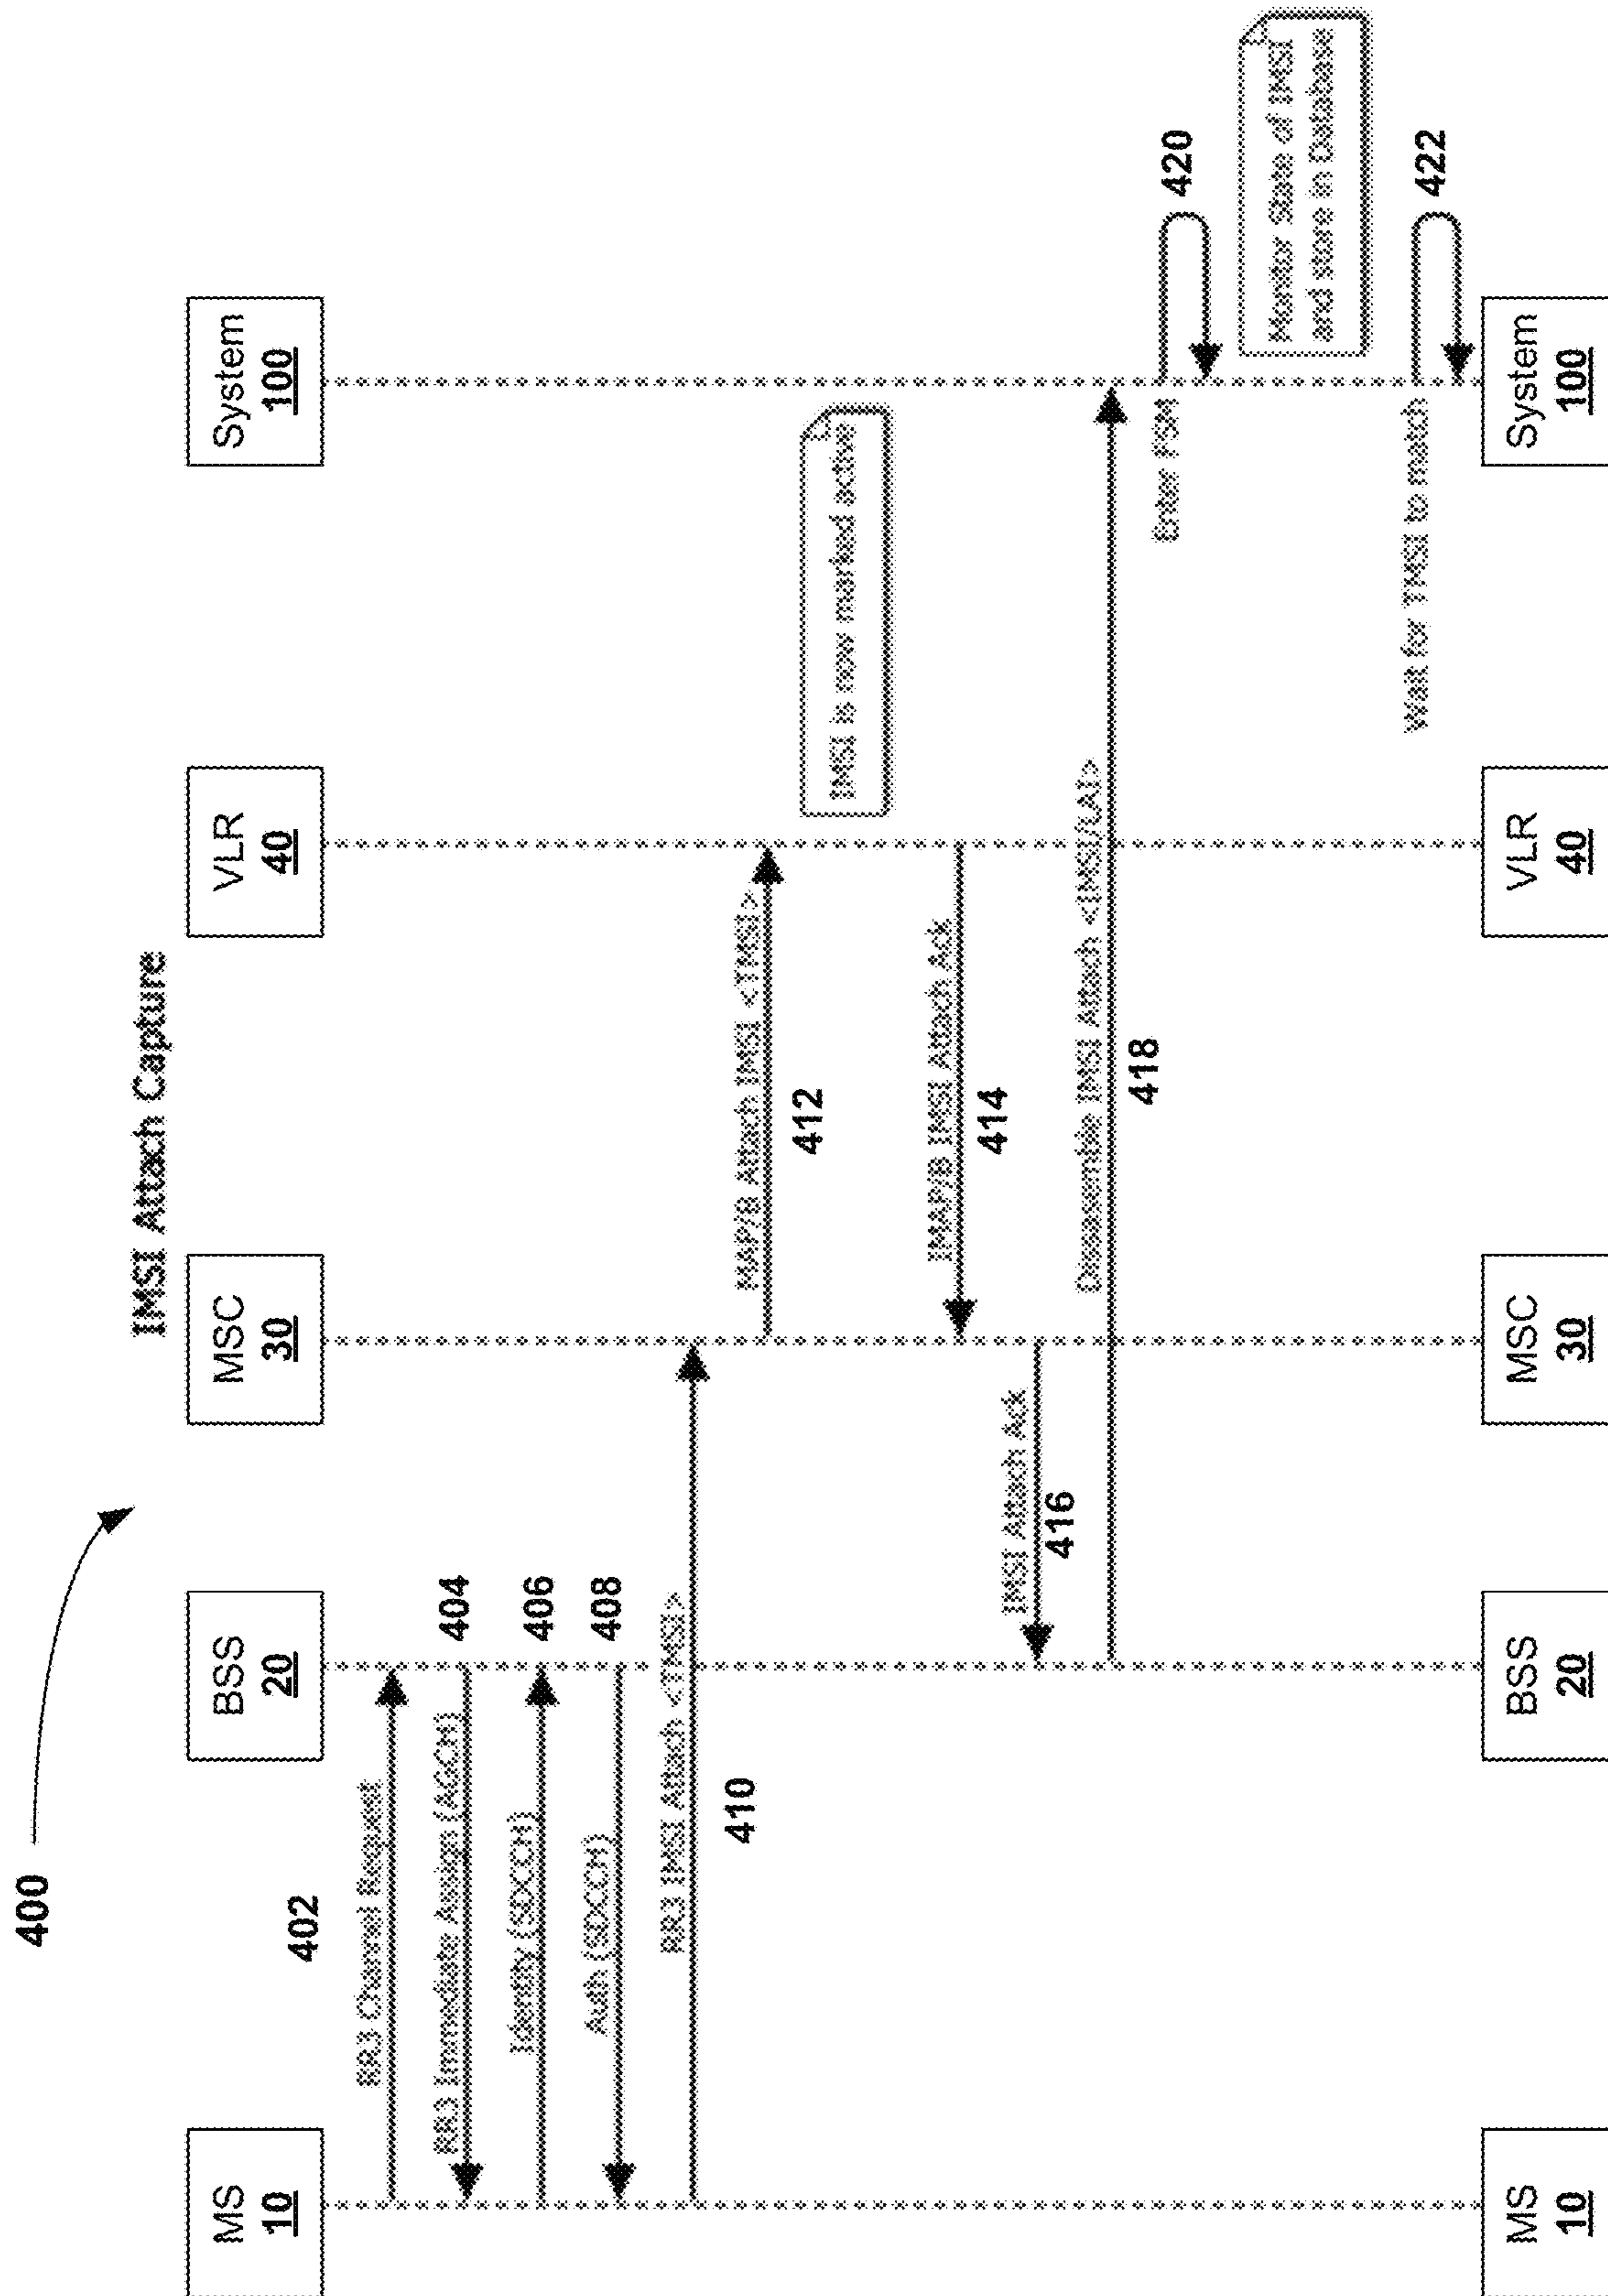 400
IMSI Attach Capture
MS
10
BSS
20
MSC
30
VLR
40
System
100
402
RR3 Channel Request
RR3 Immediate Assign (AGCH)
404
Identity (SDCCH)
406
Auth (SDCCH)
408
RR3 IMSI Attach <TMSI>
410
MAP/B Attach IMSI <TMSI>
412
IMSI is now marked active
IMAP/B IMSI Attach Ack
414
IMSI Attach Ack
416
Dissasemble IMSI Attach <IMSI/LAI>
418
Enter FSM
420
Monitor State of IMSI
and store in Database
Wait for TMSI to match
422
MS
10
BSS
20
MSC
30
VLR
40
System
100